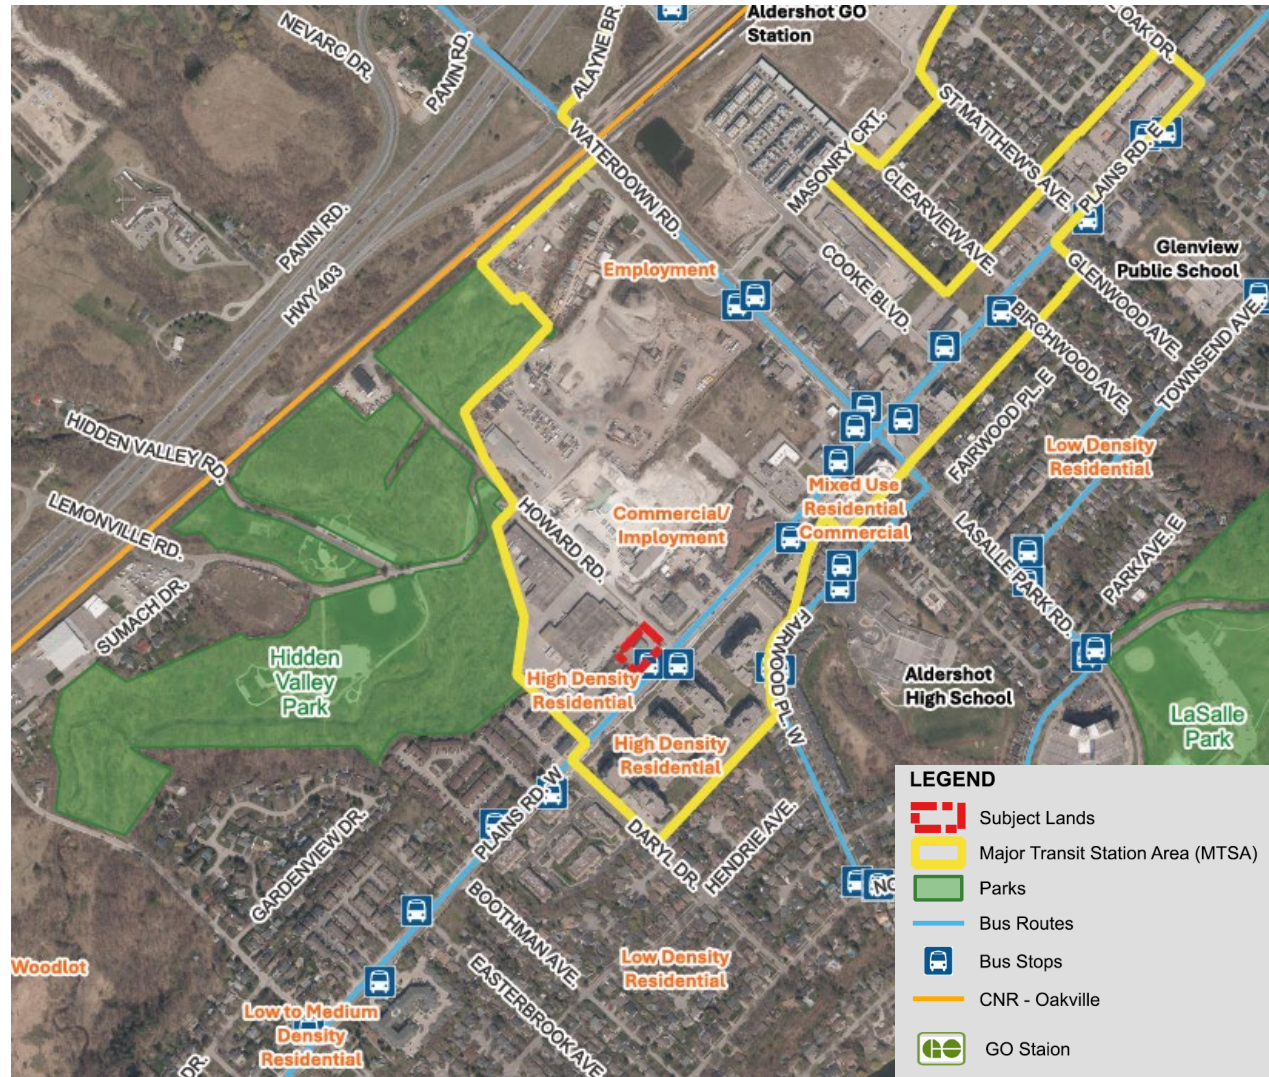 Aldershot GO
Station
NEVARC DR.
PANIN RD.
ALAYNE BR
OAK DR.
WATERDOWN RD.
MASONRY CRT.
ST MATTHEW'S AVE.
PLAINS RD. E
CLEARVIEW AVE.
PANIN RD.
HWY 403
Employment
COOKE BLVD.
Glenview
Public School
GLENWOOD AVE.
BIRCHWOOD AVE.
TOWNSEND AVE.
FAIRWOOD PL. E
Low Density
Residential
HIDDEN VALLEY RD.
LEMONVILLE RD.
SUMACH DR.
HOWARD RD.
Commercial/
Imployment
Mixed Use
Residential
Commercial
LASALLE PARK RD.
PARK AVE. E
Hidden
Valley
Park
High Density
Residential
FAIRWOOD PL. W
Aldershot
High School
LaSalle
Park
High Density
Residential
PLAINS RD. W
DARYL DR.
HENDRIE AVE.
GARDENVIEW DR.
BOOTHMAN AVE.
EASTERBROOK AVE
Low Density
Residential
Woodlot
Low to Medium
Density
Residential
DR.
NO
LEGEND
Subject Lands
Major Transit Station Area (MTSA)
Parks
Bus Routes
Bus Stops
CNR - Oakville
GO
GO Staion